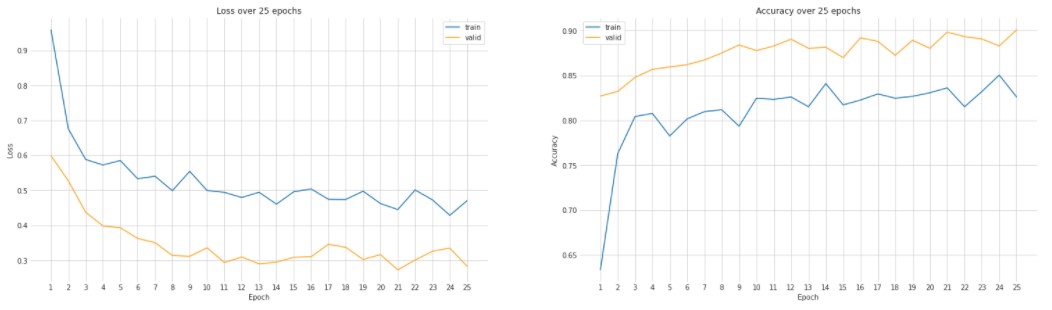 Loss over 25 epochs
train
valid
0.9
0.8
0.7
0.6
0.5
0.4
0.3
Loss
1 2 3 4 5 6 7 8 9 10 11 12 13 14 15 16 17 18 19 20 21 22 23 24 25
Epoch
Accuracy over 25 epochs
train
valid
0.90
0.85
0.80
0.75
0.70
0.65
Accuracy
1 2 3 4 5 6 7 8 9 10 11 12 13 14 15 16 17 18 19 20 21 22 23 24 25
Epoch